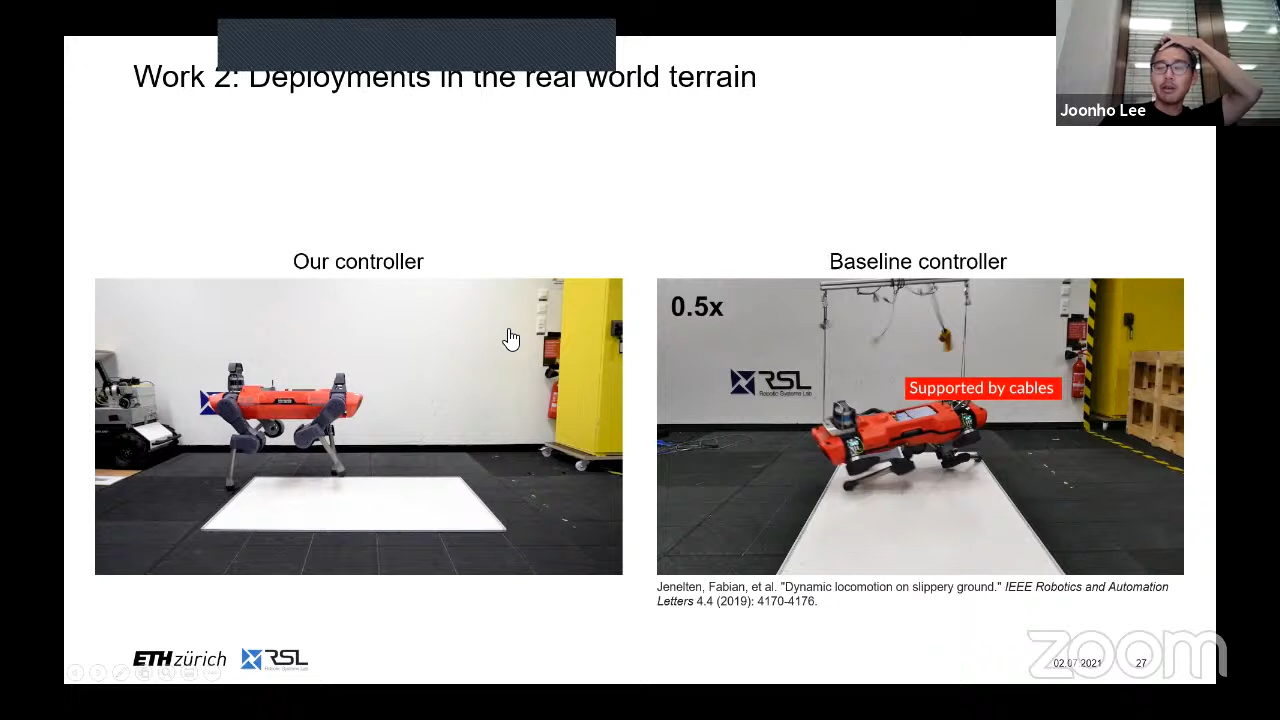 Work 2: Deployments in the real world terrain
Joonho Lee
Our controller
Baseline controller
0.5x
RSL
Robotic Systems Lab
Supported by cables
Jenelten, Fabian, et al. "Dynamic locomotion on slippery ground." IEEE Robotics and Automation
Letters 4.4 (2019): 4170-4176.
ETH zürich
RSL
Robotic Systems Lab
02.07.2021
27
zoom